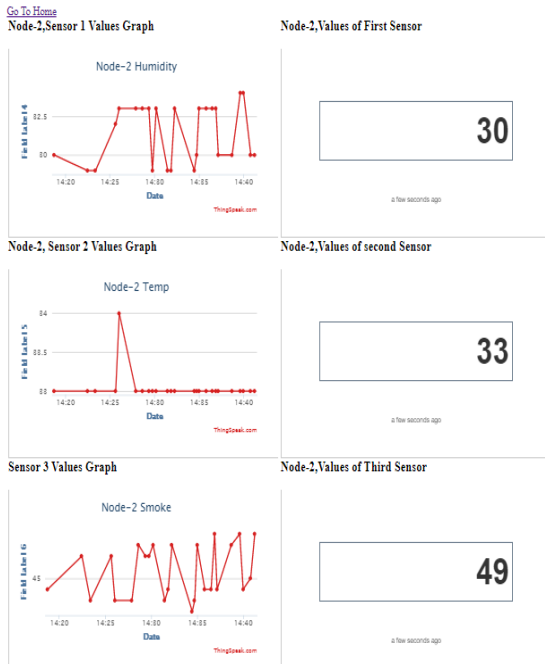 Go To Home
Node-2,Sensor 1 Values Graph
Node-2,Values of First Sensor
Node-2 Humidity
Field Label 4
32.5
30
14:20 14:25 14:30 14:35 14:40
Date
ThingSpeak.com
30
a few seconds ago
Node-2, Sensor 2 Values Graph
Node-2,Values of second Sensor
Node-2 Temp
Field Label 5
34
33.5
33
14:20 14:25 14:30 14:35 14:40
Date
ThingSpeak.com
33
a few seconds ago
Sensor 3 Values Graph
Node-2,Values of Third Sensor
Node-2 Smoke
Field Label 6
45
14:20 14:25 14:30 14:35 14:40
Date
ThingSpeak.com
49
a few seconds ago